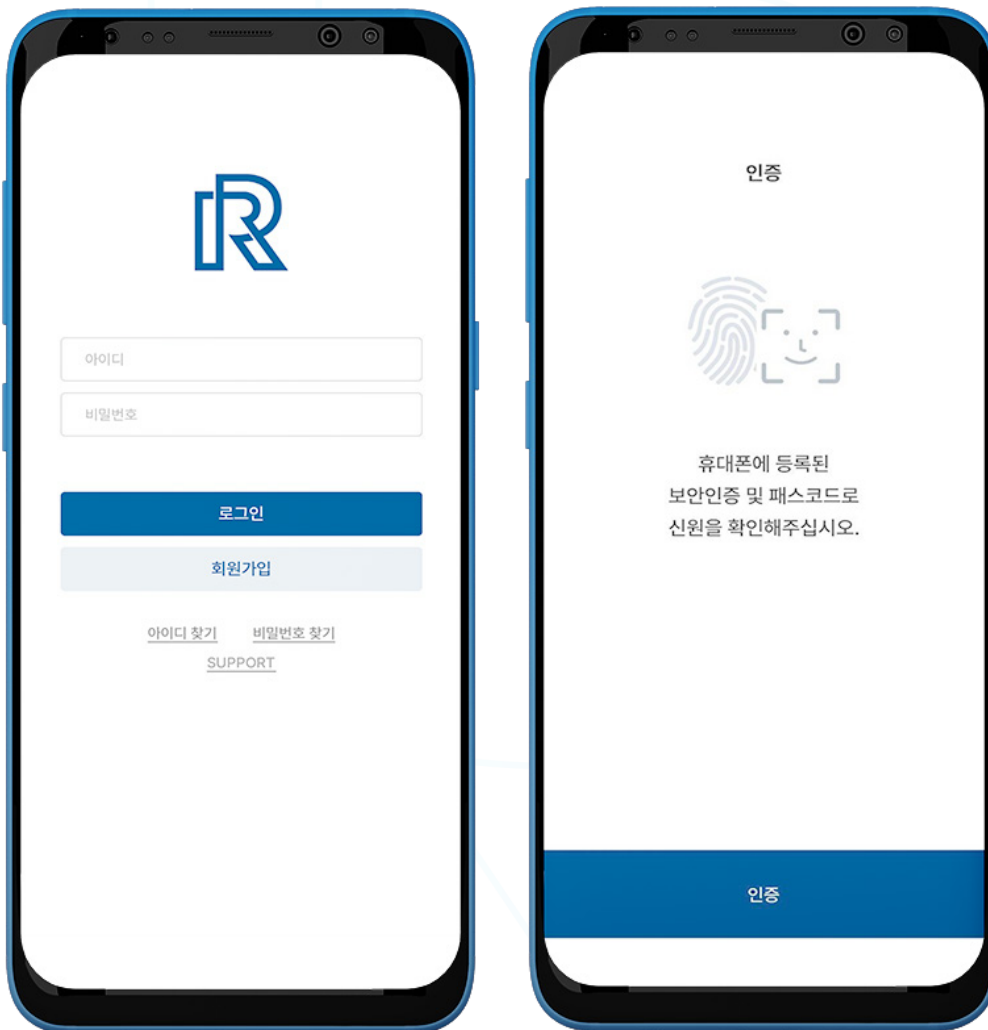 R
아이디
비밀번호
로그인
회원가입
아이디 찾기 비밀번호 찾기
SUPPORT
인증
휴대폰에 등록된
보안인증 및 패스코드로
신원을 확인해주십시오.
인증